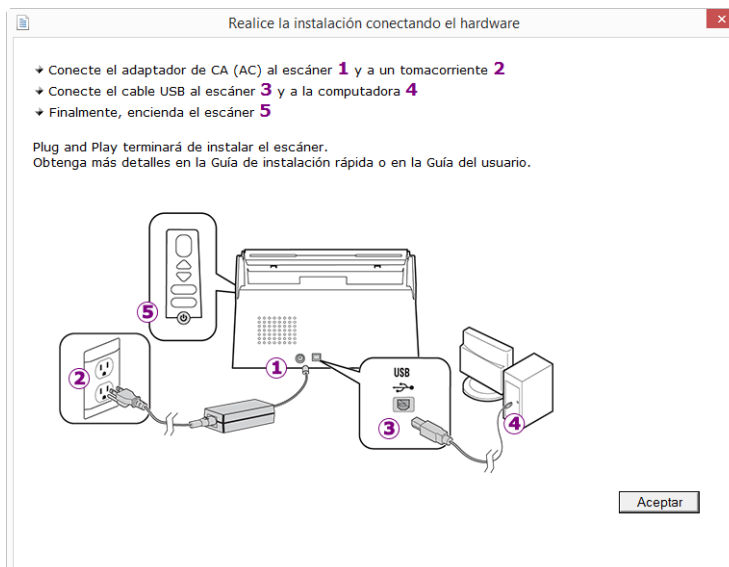 Realice la instalación conectando el hardware
Conecte el adaptador de CA (AC) al escáner 1 y a un tomacorriente 2
Conecte el cable USB al escáner 3 y a la computadora 4
Finalmente, encienda el escáner 5
Plug and Play terminará de instalar el escáner.
Obtenga más detalles en la Guía de instalación rápida o en la Guía del usuario.
5
2
1
USB
3
4
Aceptar